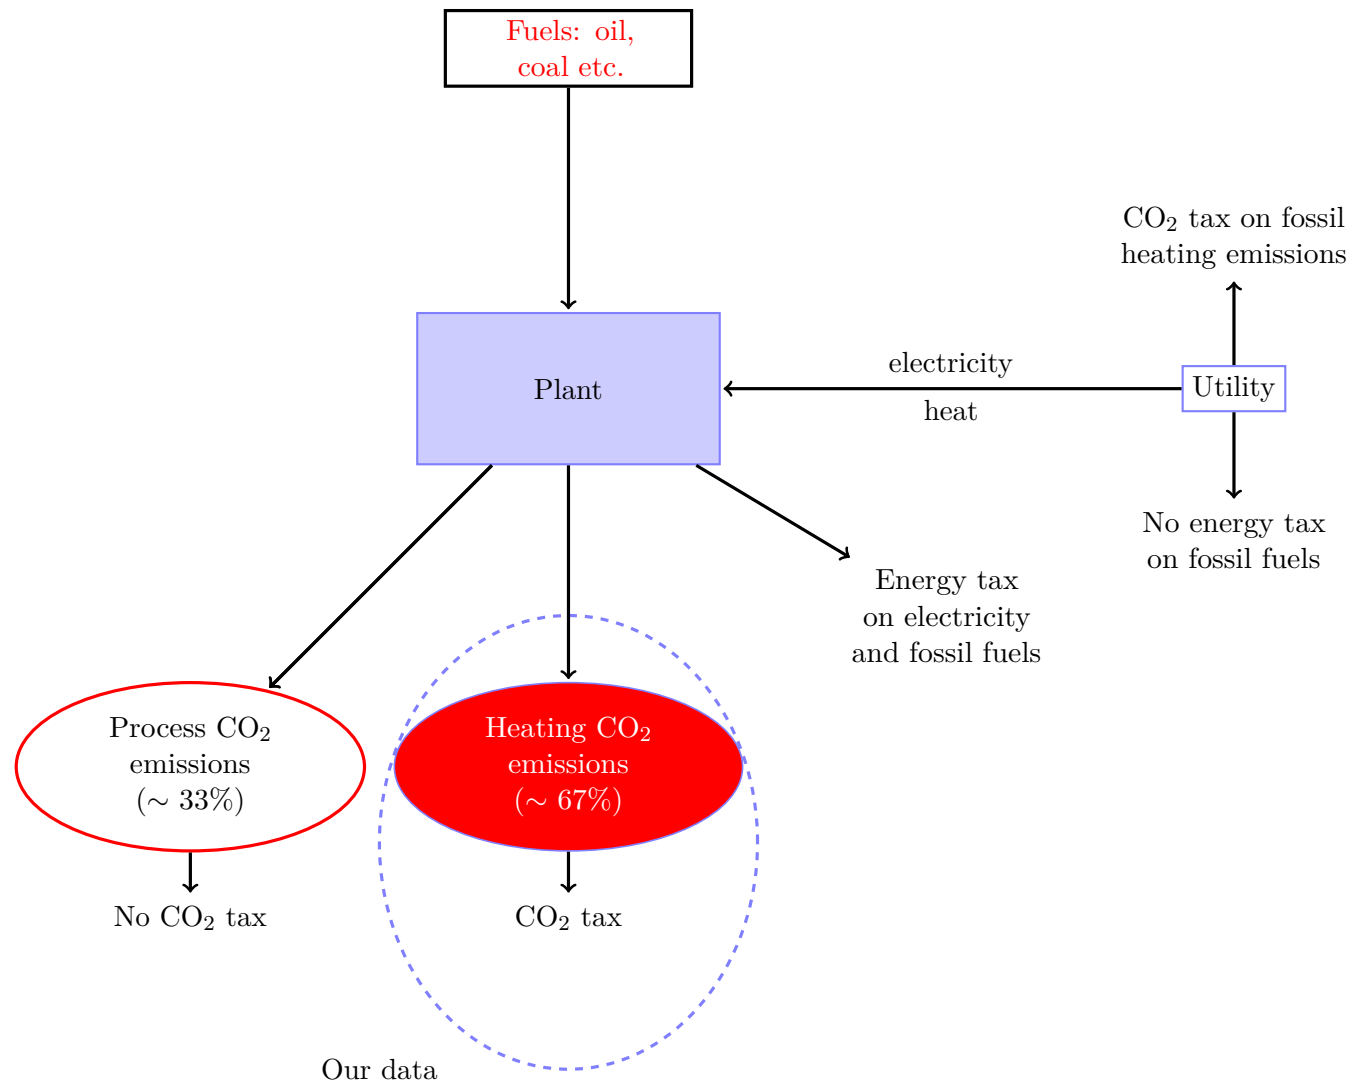 Fuels: oil,
coal etc.
CO₂ tax on fossil
heating emissions
electricity
heat
Plant
Utility
No energy tax
on fossil fuels
Energy tax
on electricity
and fossil fuels
Process CO₂
emissions
(∼ 33%)
Heating CO₂
emissions
(∼ 67%)
No CO₂ tax
CO₂ tax
Our data